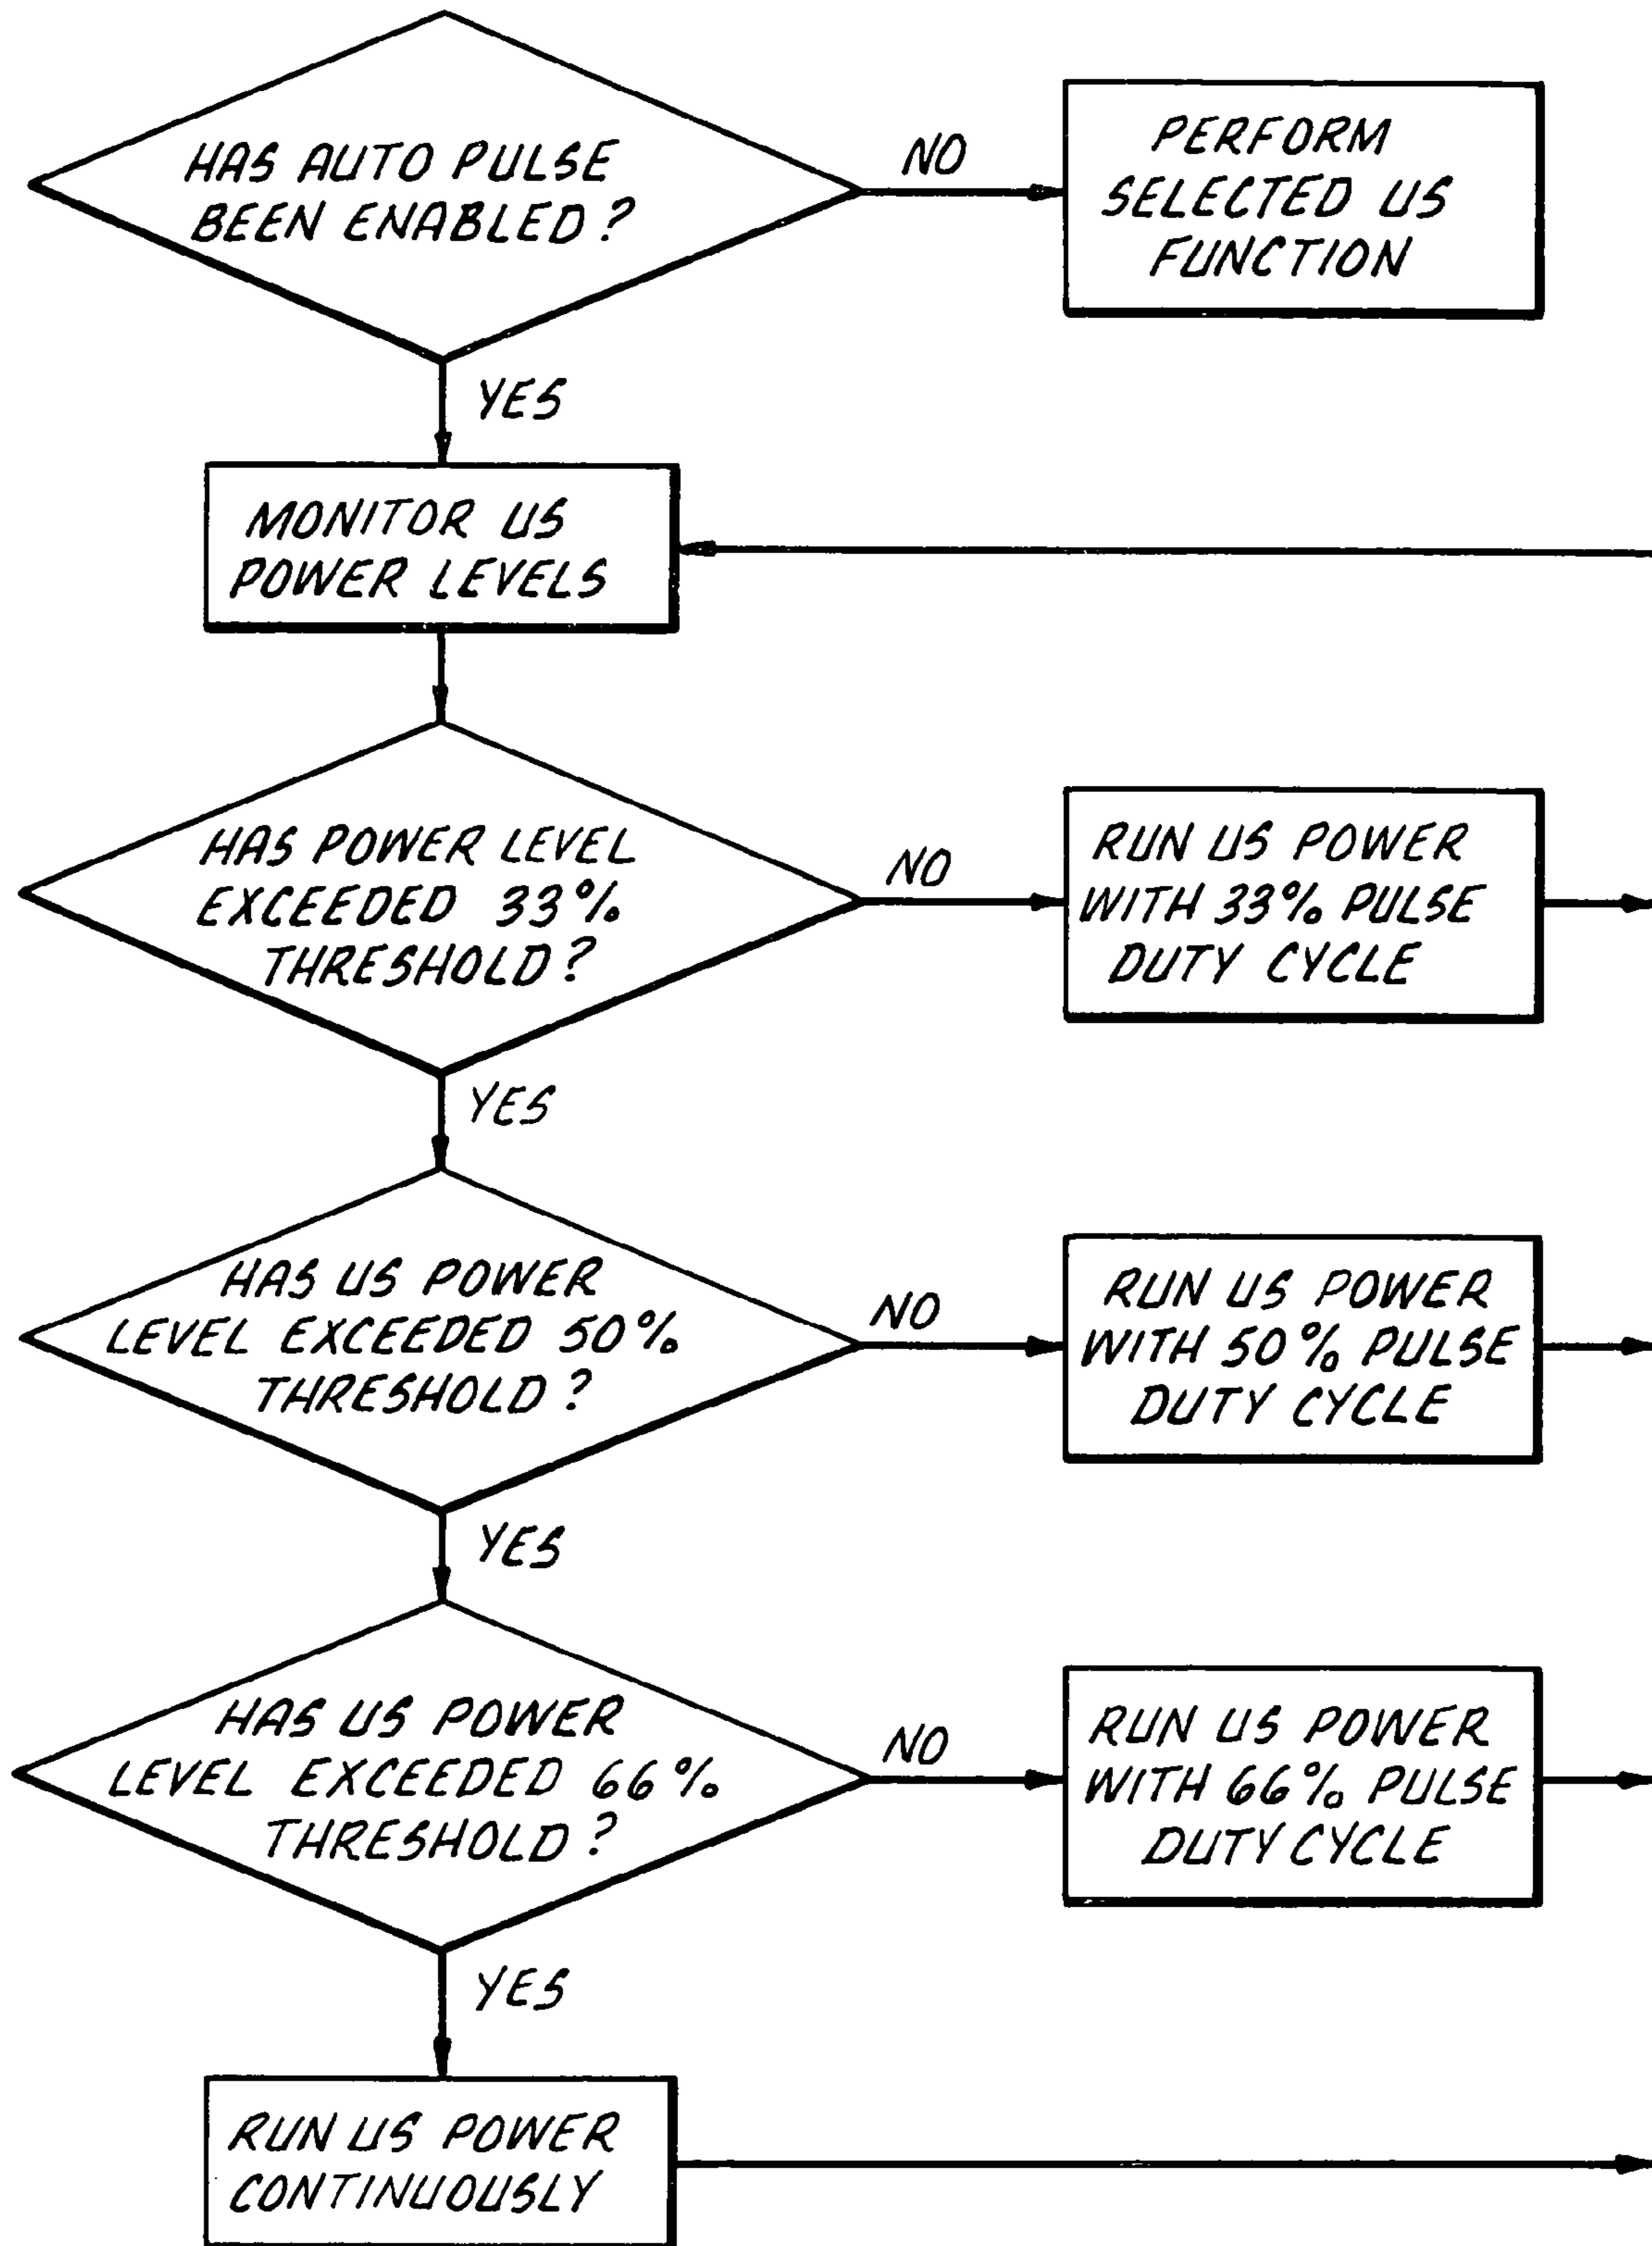 HAS AUTO PULSE
BEEN ENABLED?
NO
PERFORM
SELECTED US
FUNCTION
YES
MONITOR US
POWER LEVELS
HAS POWER LEVEL
EXCEEDED 33%
THRESHOLD?
NO
RUN US POWER
WITH 33% PULSE
DUTY CYCLE
YES
HAS US POWER
LEVEL EXCEEDED 50%
THRESHOLD?
NO
RUN US POWER
WITH 50% PULSE
DUTY CYCLE
YES
HAS US POWER
LEVEL EXCEEDED 66%
THRESHOLD?
NO
RUN US POWER
WITH 66% PULSE
DUTY CYCLE
YES
RUN US POWER
CONTINUOUSLY